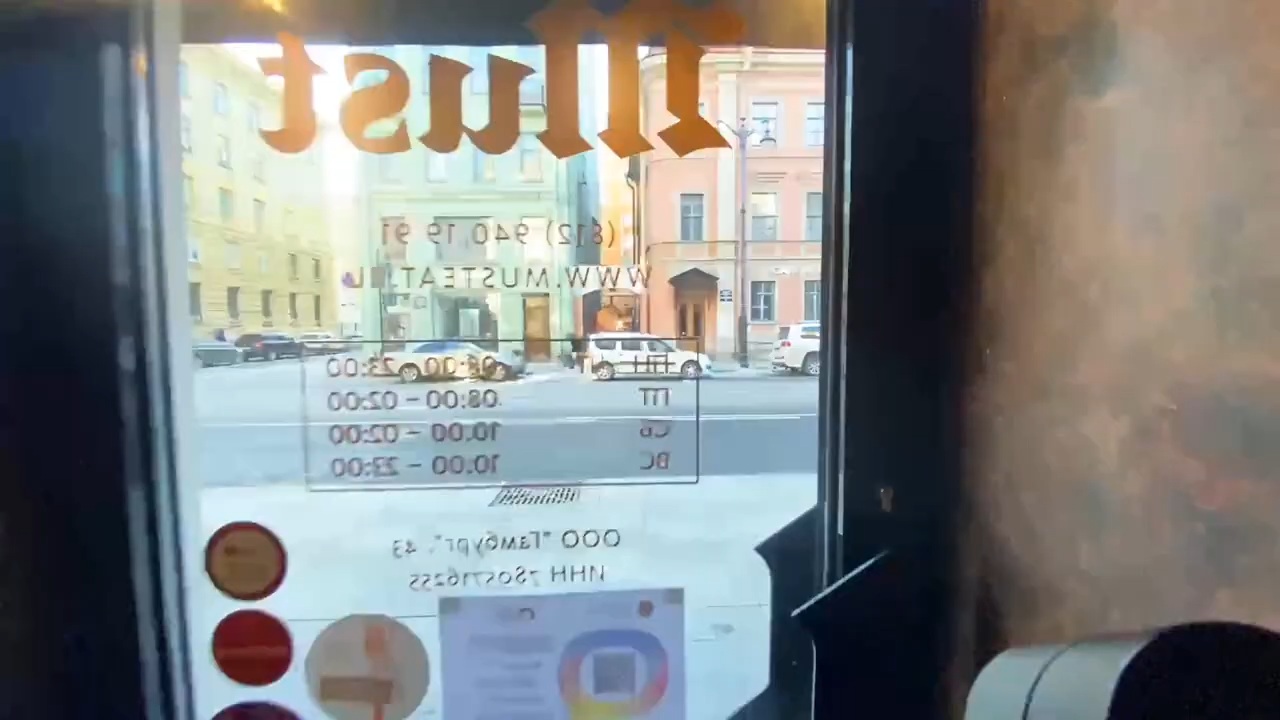 Must
(812) 940 19 91
WWW.MUSTEAT.RU
ПН 08:00 – 23:00
ПТ 08:00 – 02:00
СБ 10.00 – 02:00
ВС 10.00 – 23:00
ООО "Гамбург". 43
ИНН 7805716255